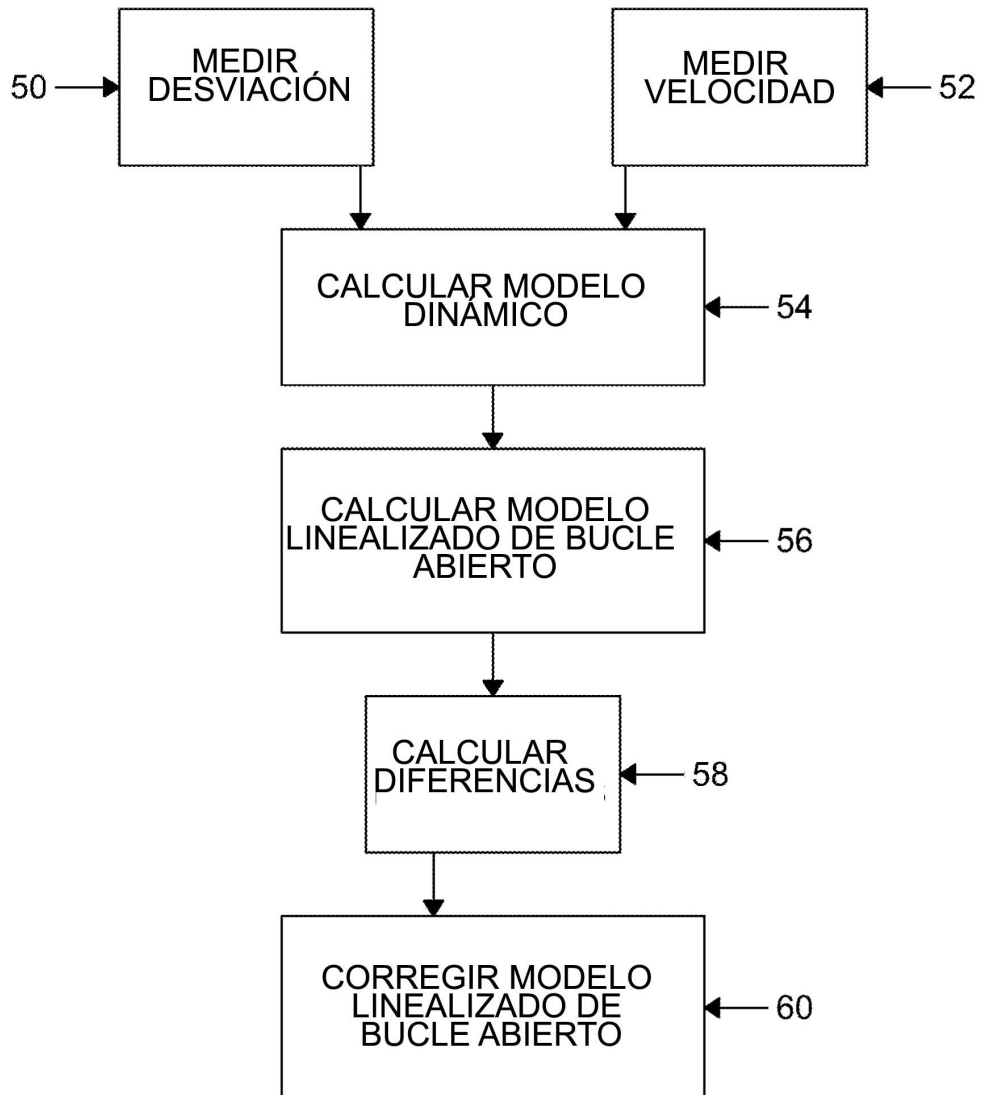 50
MEDIR
DESVIACIÓN
MEDIR
VELOCIDAD
52
CALCULAR MODELO
DINÁMICO
54
CALCULAR MODELO
LINEALIZADO DE BUCLE
ABIERTO
56
CALCULAR
DIFERENCIAS
58
CORREGIR MODELO
LINEALIZADO DE
BUCLE ABIERTO
60